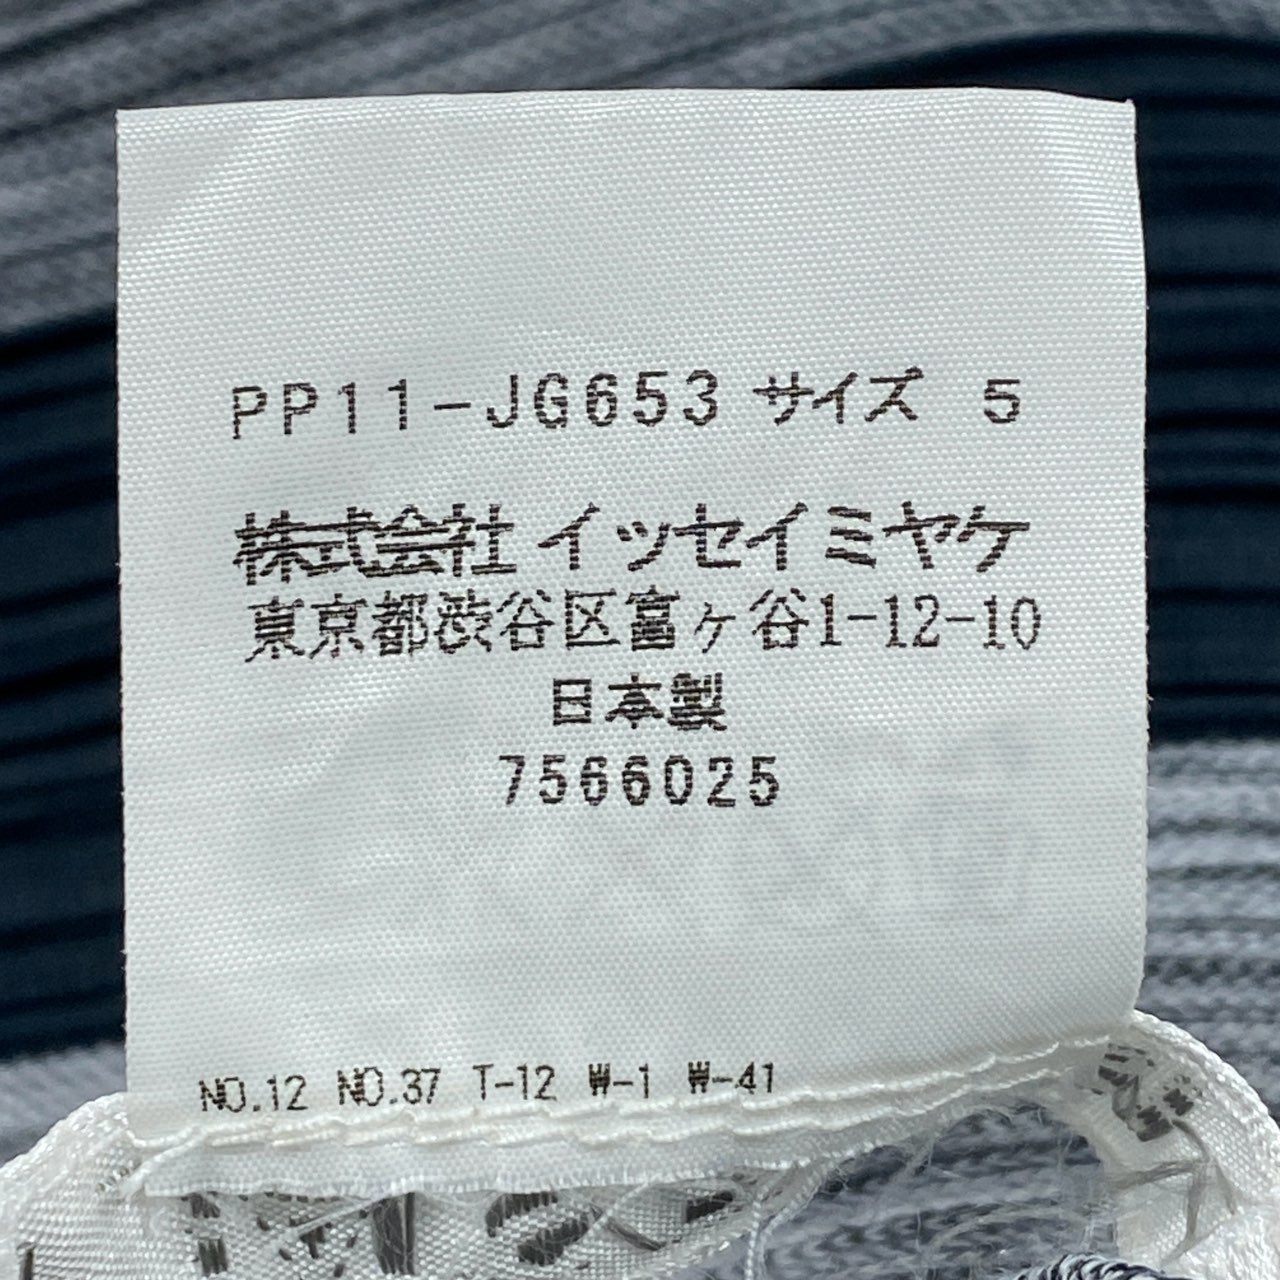 PP11-JG653 サイズ 5
株式会社 イッセイミヤケ
東京都渋谷区富ヶ谷1-12-10
日本製
7566025
NO.12 NO.37 T-12 W-1 W-41